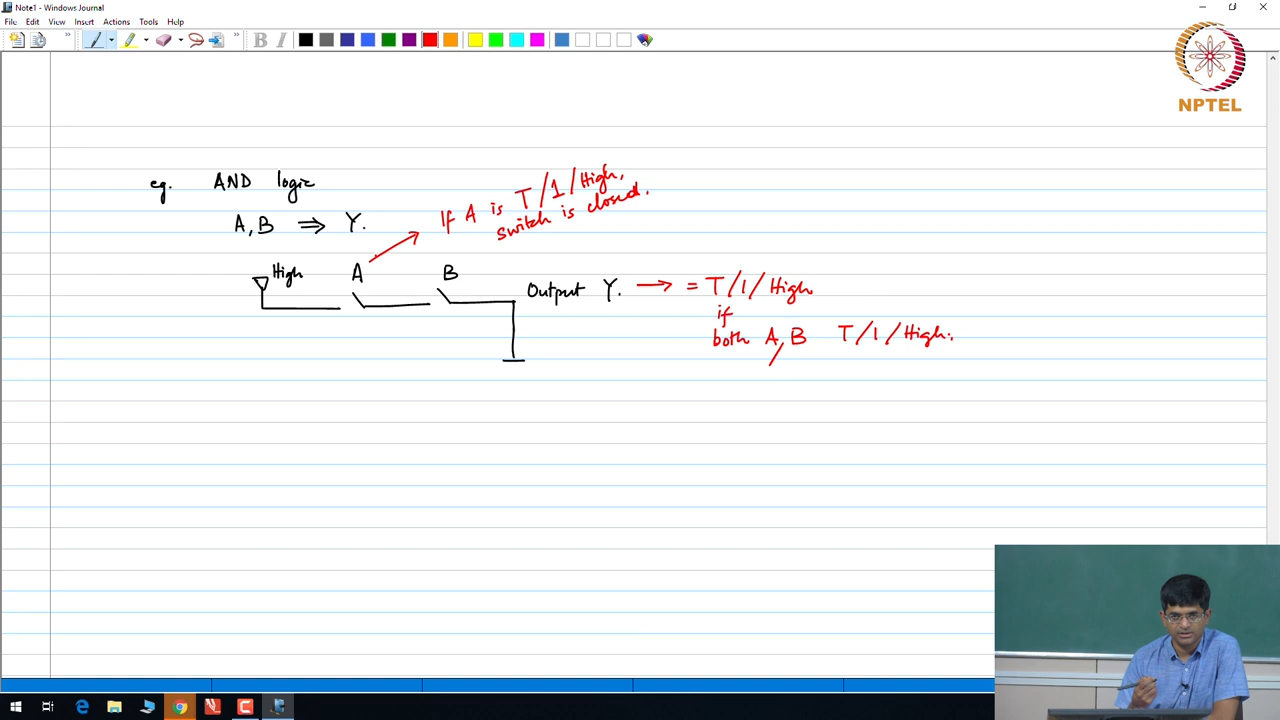 Note1 - Windows Journal
File Edit View Insert Actions Tools Help
NPTEL
eg. AND logic
A, B ⇒ Y.
If A is T/1/High,
switch is closed.
High A B
Output Y. → = T/1/High
if
both A, B T/1/High.